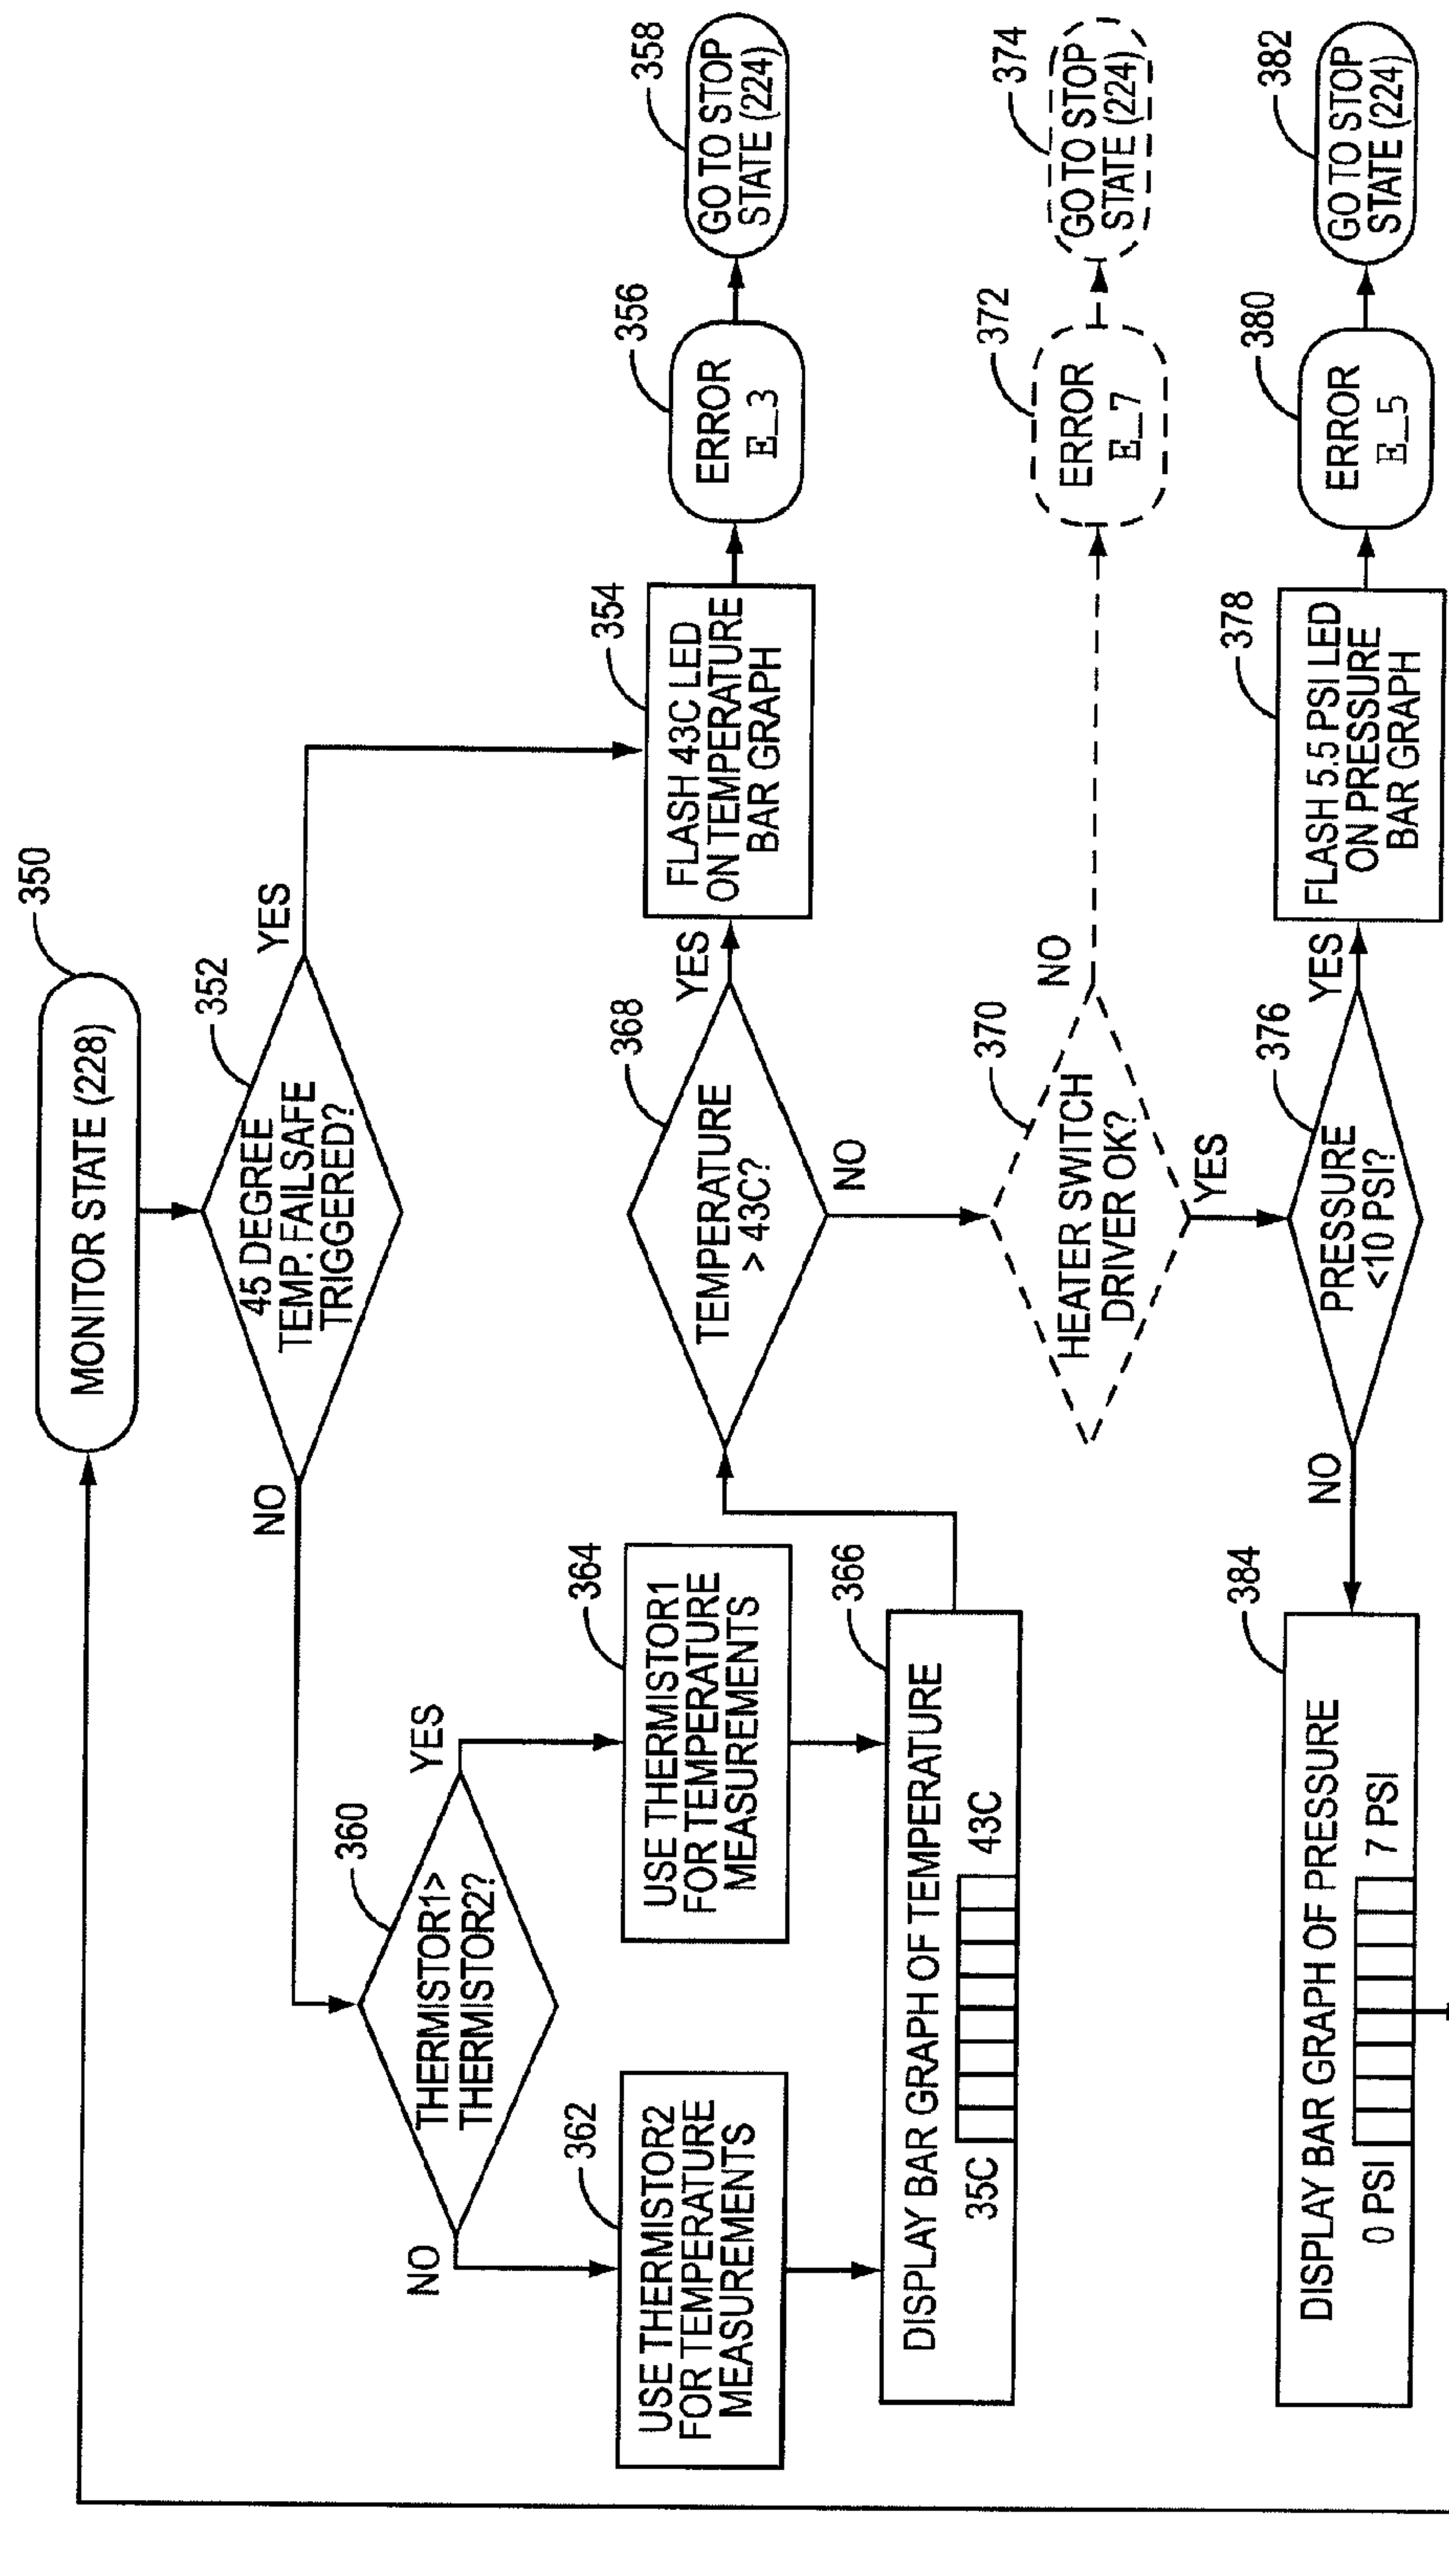 350
MONITOR STATE (228)
352
45 DEGREE
TEMP. FAILSAFE
TRIGGERED?
YES
NO
360
THERMISTOR1>
THERMISTOR2?
YES
NO
354
FLASH 43C LED
ON TEMPERATURE
BAR GRAPH
356
ERROR
E_3
358
GO TO STOP
STATE (224)
362
USE THERMISTOR2
FOR TEMPERATURE
MEASUREMENTS
364
USE THERMISTOR1
FOR TEMPERATURE
MEASUREMENTS
368
TEMPERATURE
> 43C?
YES
NO
366
DISPLAY BAR GRAPH OF TEMPERATURE
35C
43C
370
HEATER SWITCH
DRIVER OK?
NO
YES
372
ERROR
E_7
374
GO TO STOP
STATE (224)
376
PRESSURE
<10 PSI?
YES
NO
378
FLASH 5.5 PSI LED
ON PRESSURE
BAR GRAPH
380
ERROR
E_5
382
GO TO STOP
STATE (224)
384
DISPLAY BAR GRAPH OF PRESSURE
0 PSI
7 PSI